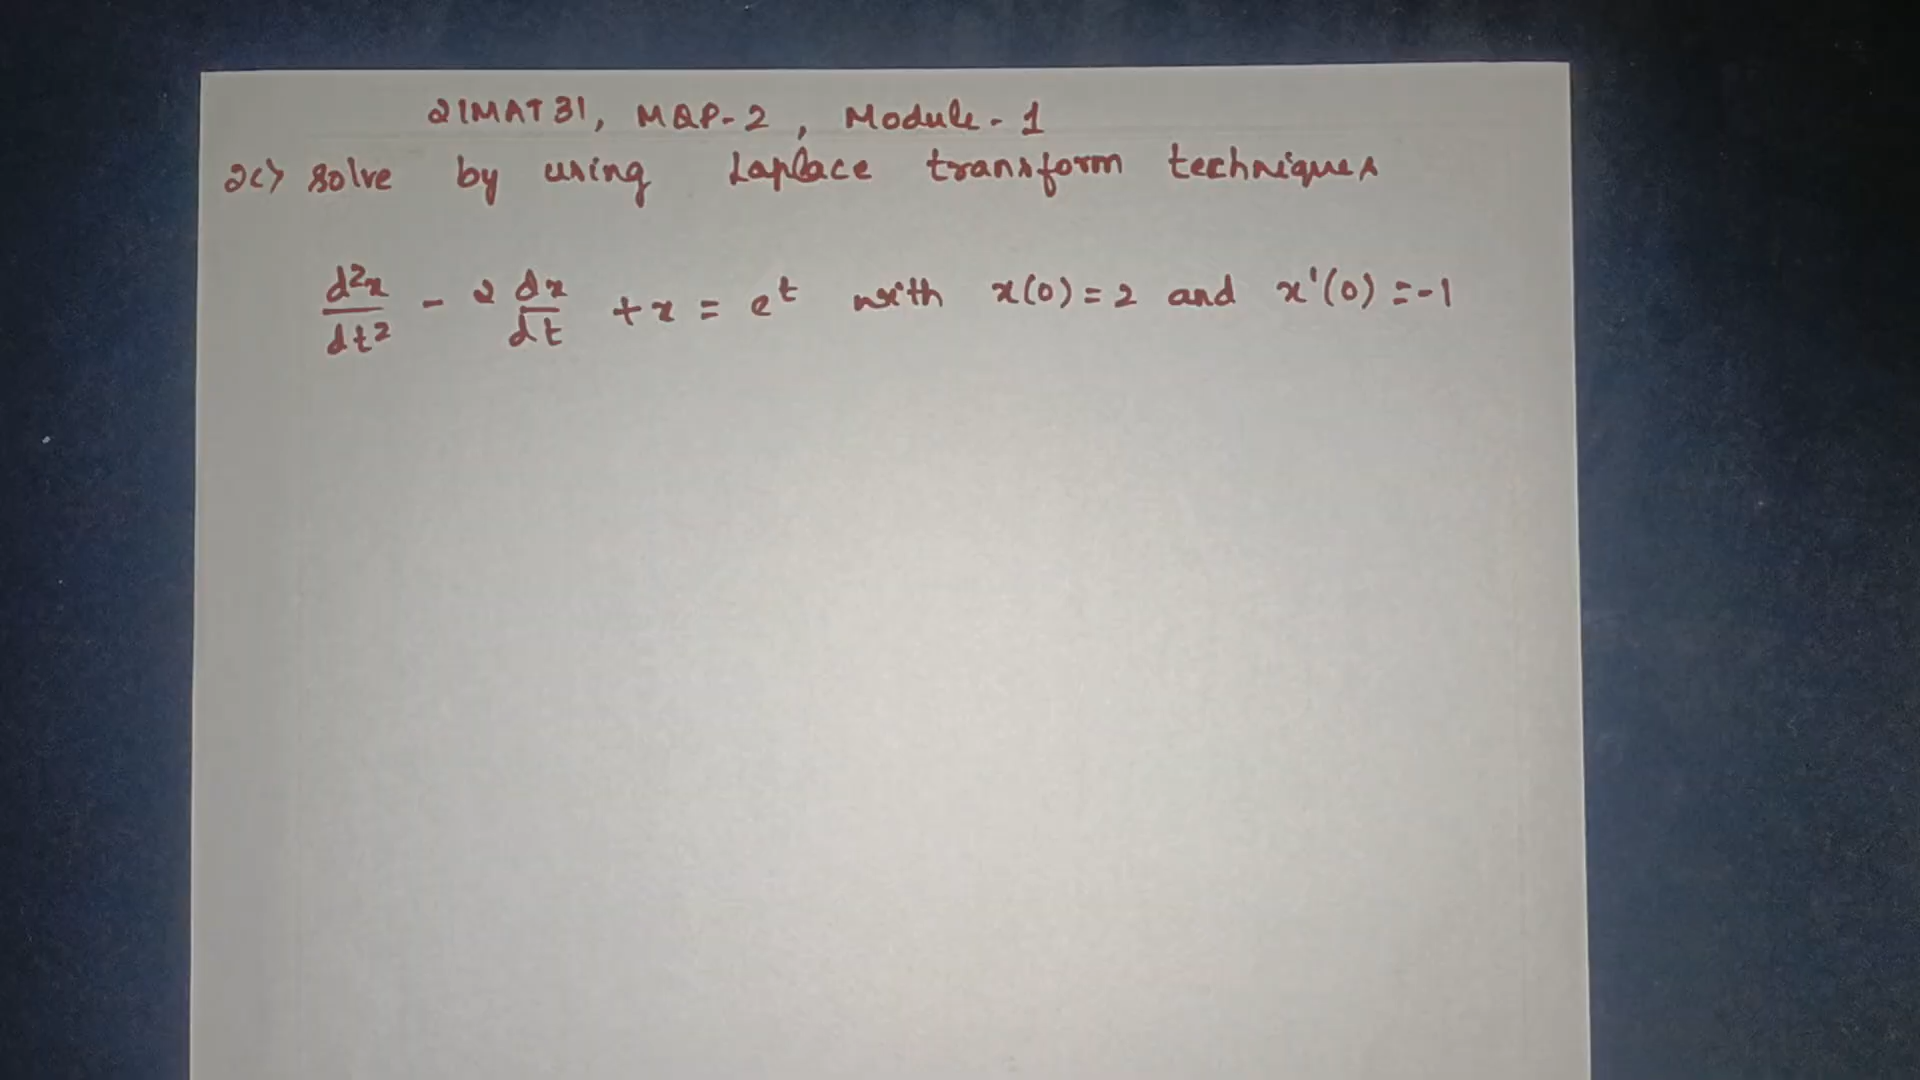 21MAT31, MQP-2, Module-1
2c> solve by using Laplace transform techniques
d²x/dt² - 2 dx/dt + x = e^t with x(0) = 2 and x'(0) = -1